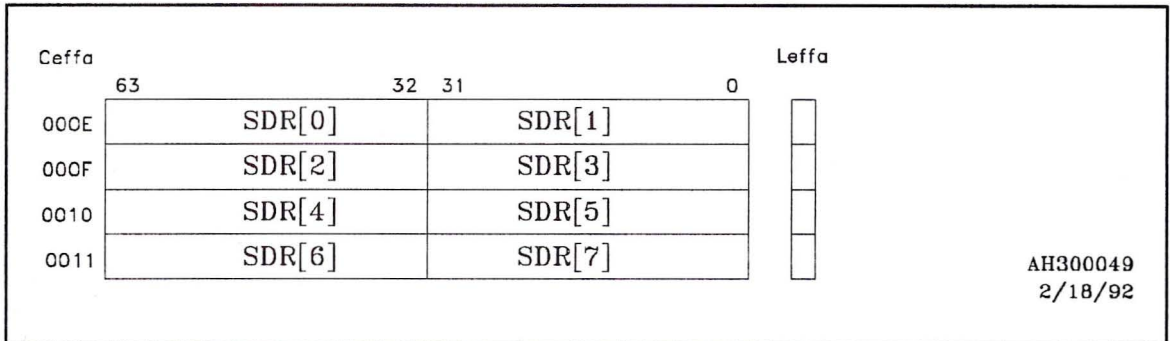 Ceffa Leffa
63 32 31 0
000E SDR[0] SDR[1]
000F SDR[2] SDR[3]
0010 SDR[4] SDR[5]
0011 SDR[6] SDR[7]
AH300049
2/18/92